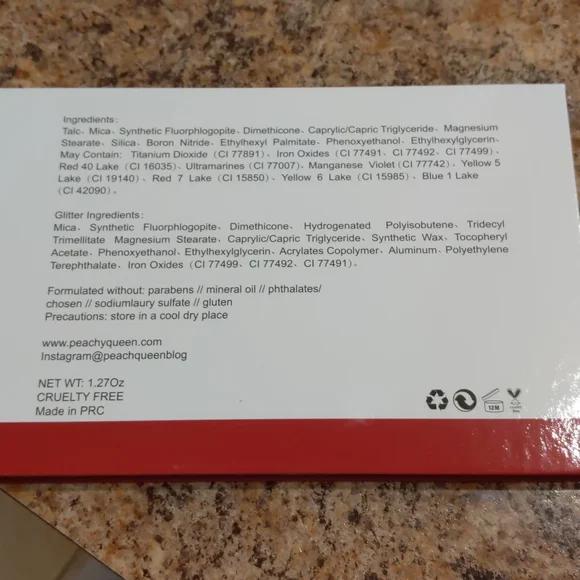 Ingredients:
Talc、Mica、Synthetic Fluorphlogopite、Dimethicone、Caprylic/Capric Triglyceride、Magnesium
Stearate、Silica、Boron Nitride、Ethylhexyl Palmitate、Phenoxyethanol、Ethylhexylglycerin、
May Contain: Titanium Dioxide (CI 77891)、Iron Oxides (CI 77491、CI 77492、CI 77499)、
Red 40 Lake (CI 16035)、Ultramarines (CI 77007)、Manganese Violet (CI 77742)、Yellow 5
Lake (CI 19140)、Red 7 Lake (CI 15850)、Yellow 6 Lake (CI 15985)、Blue 1 Lake
(CI 42090)。
Glitter Ingredients:
Mica、Synthetic Fluorphlogopite、Dimethicone、Hydrogenated Polyisobutene、Tridecyl
Trimellitate Magnesium Stearate、Caprylic/Capric Triglyceride、Synthetic Wax、Tocopheryl
Acetate、Phenoxyethanol、Ethylhexylglycerin、Acrylates Copolymer、Aluminum、Polyethylene
Terephthalate、Iron Oxides (CI 77499、CI 77492、CI 77491)。
Formulated without: parabens // mineral oil // phthalates/
chosen // sodiumlaury sulfate // gluten
Precautions: store in a cool dry place
www.peachyqueen.com
Instagram@peachqueenblog
NET WT: 1.27Oz
CRUELTY FREE
Made in PRC
12M